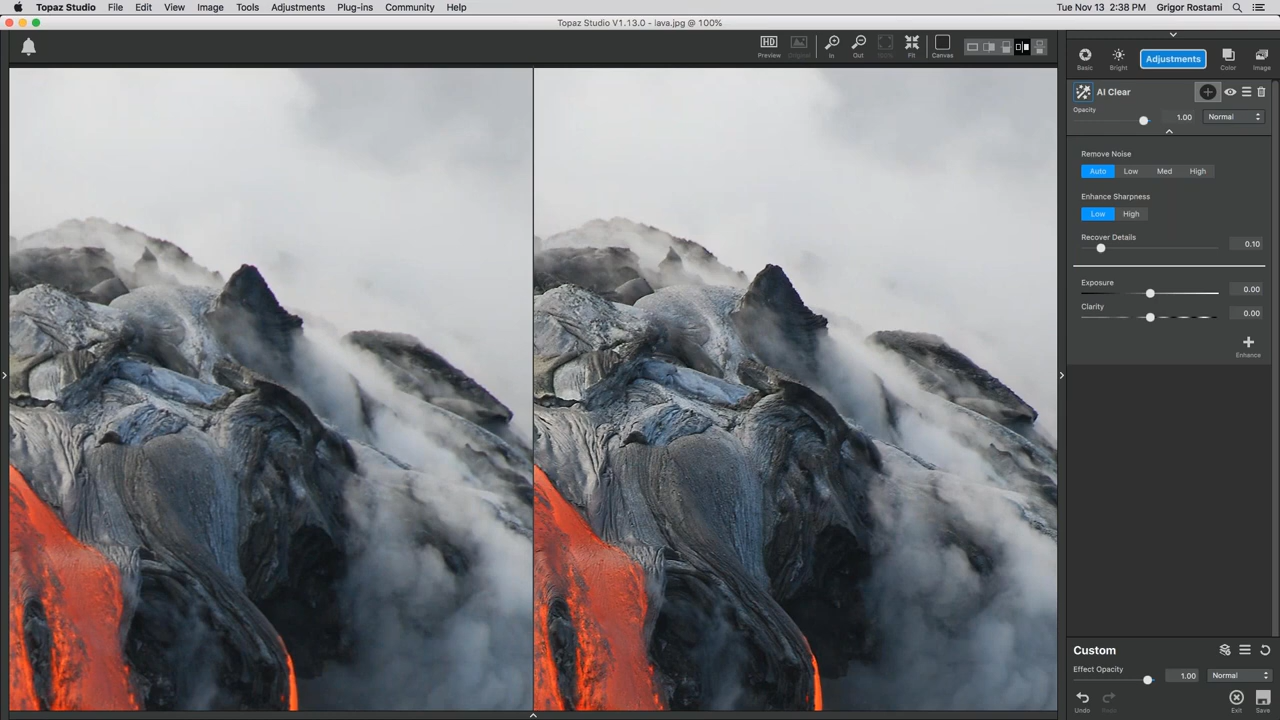 Topaz Studio File Edit View Image Tools Adjustments Plug-ins Community Help Tue Nov 13 2:38 PM Grigor Rostami
Topaz Studio V1.13.0 - lava.jpg @ 100%
Preview Original In Out 100% Fit Canvas
Basic Bright Adjustments Color Image
AI Clear
Opacity
1.00 Normal
Remove Noise
Auto Low Med High
Enhance Sharpness
Low High
Recover Details
0.10
Exposure
0.00
Clarity
0.00
Enhance
Custom
Effect Opacity
1.00 Normal
Undo Redo Exit Save